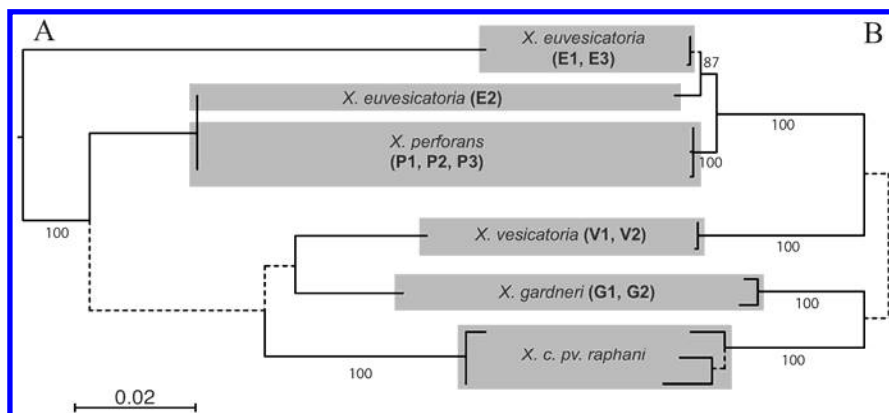 A
B
X. euvesicatoria
(E1, E3)
87
X. euvesicatoria (E2)
100
X. perforans
(P1, P2, P3)
100
100
X. vesicatoria (V1, V2)
100
X. gardneri (G1, G2)
100
X. c. pv. raphani
100
100
0.02